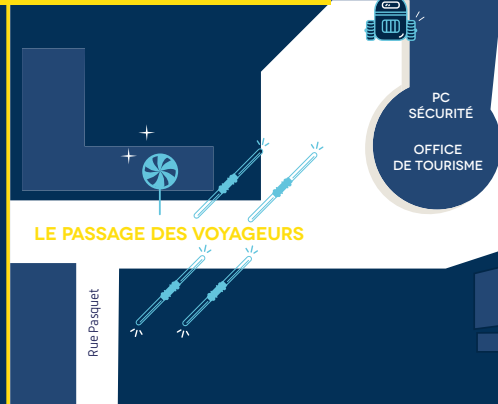 PC
SÉCURITÉ
OFFICE
DE TOURISME
LE PASSAGE DES VOYAGEURS
Rue Pasquet